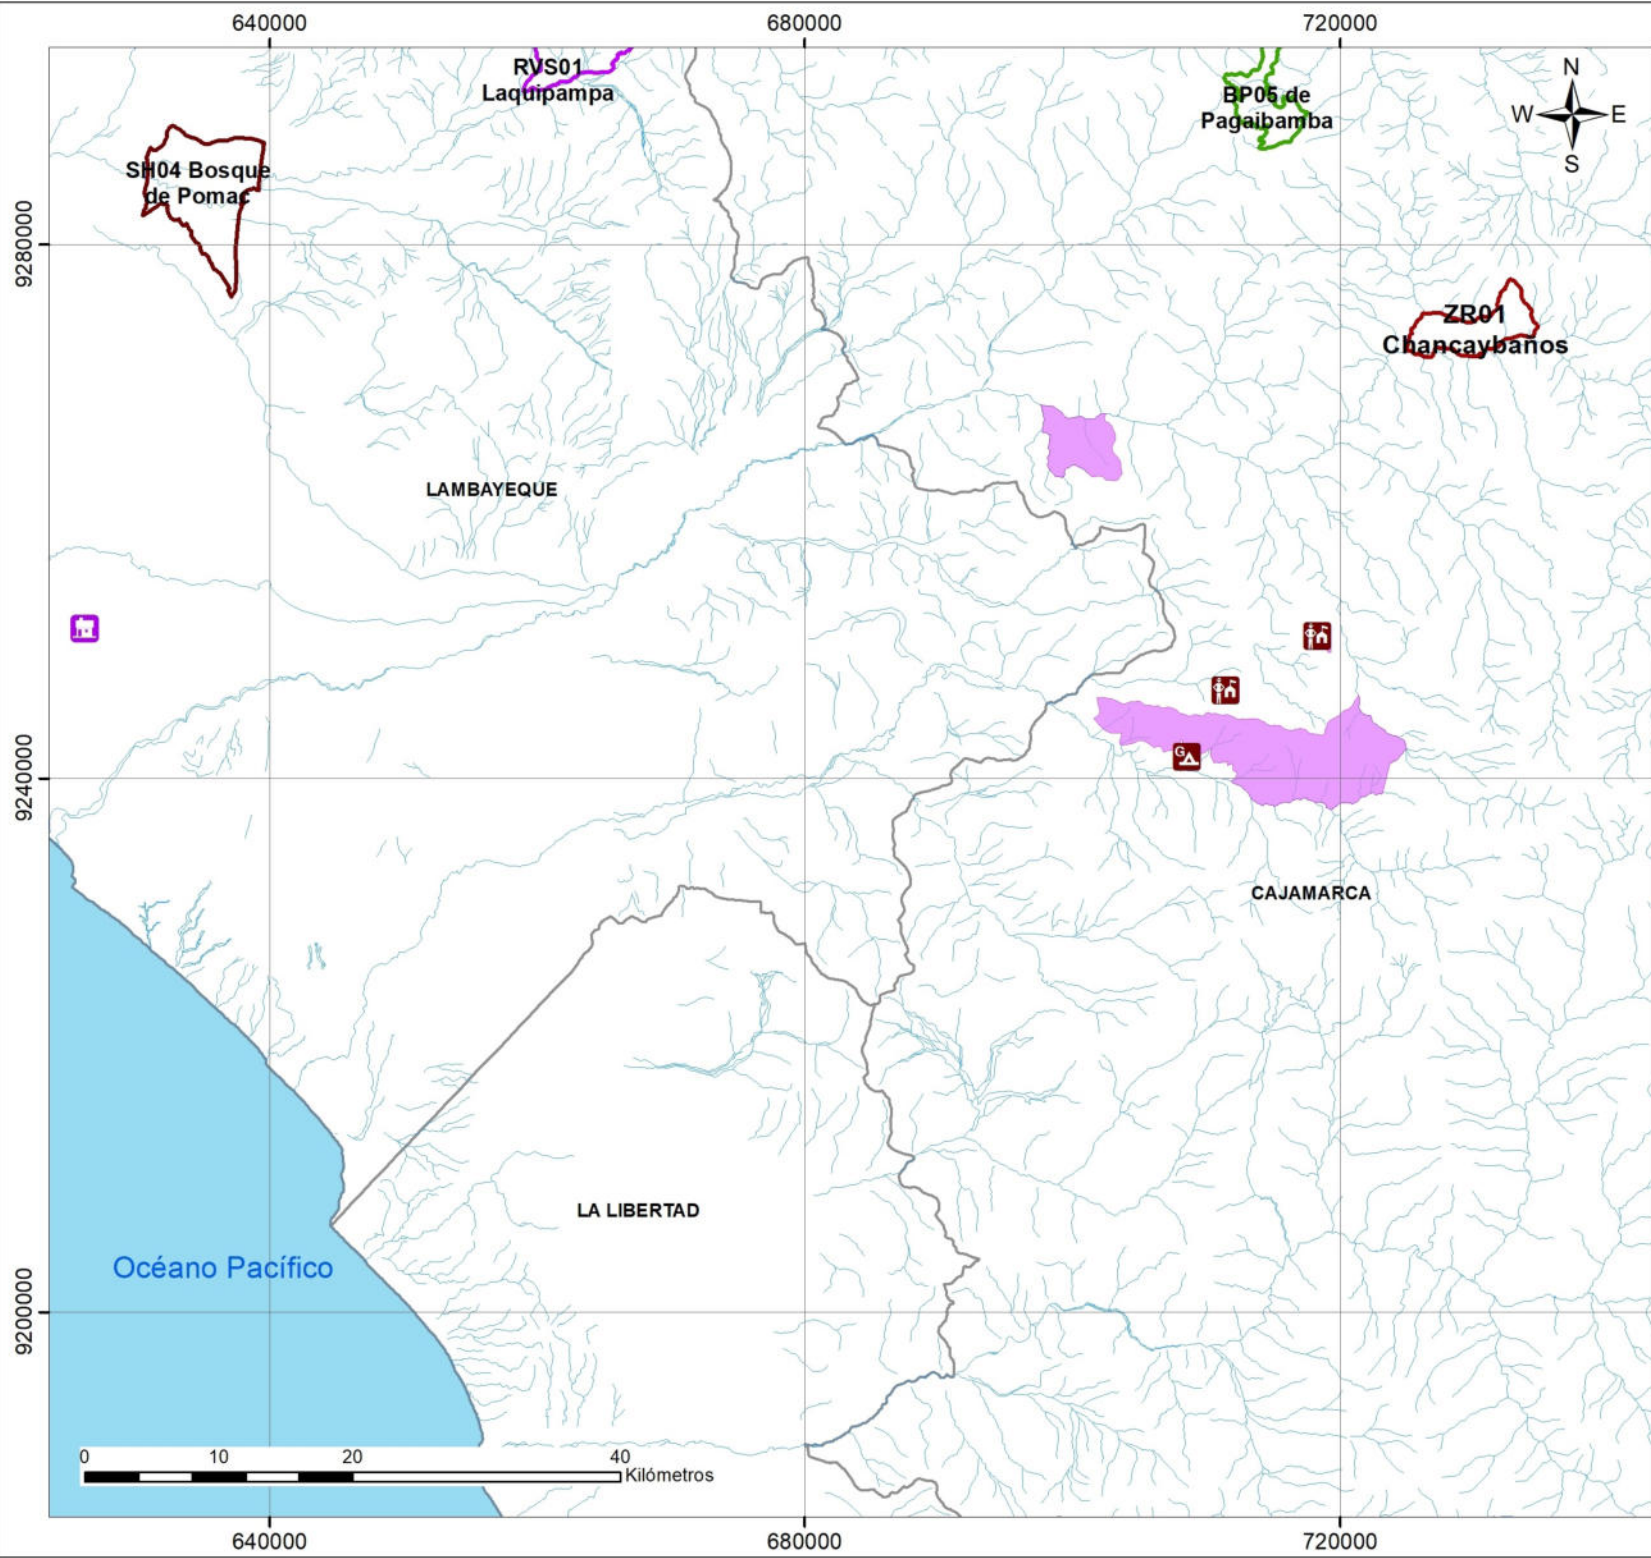 640000
680000
720000
RVS01
Laquipampa
BP05 de
Pagaibamba
N
W
E
S
SH04 Bosque
de Pomac
9280000
ZR01
Chancaybaños
LAMBAYEQUE
G
9240000
CAJAMARCA
LA LIBERTAD
Océano Pacífico
9200000
0
10
20
40
Kilómetros
640000
680000
720000